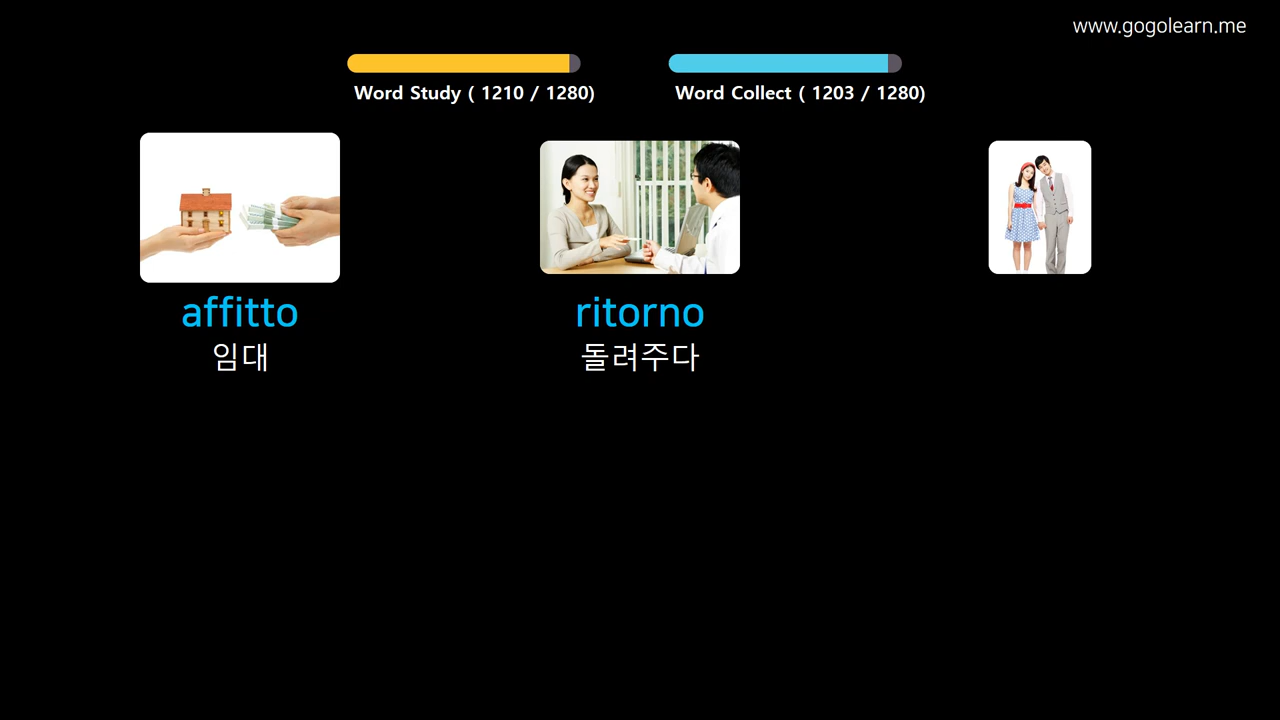 www.gogolearn.me
Word Study ( 1210 / 1280)
Word Collect ( 1203 / 1280)
affitto
임대
ritorno
돌려주다